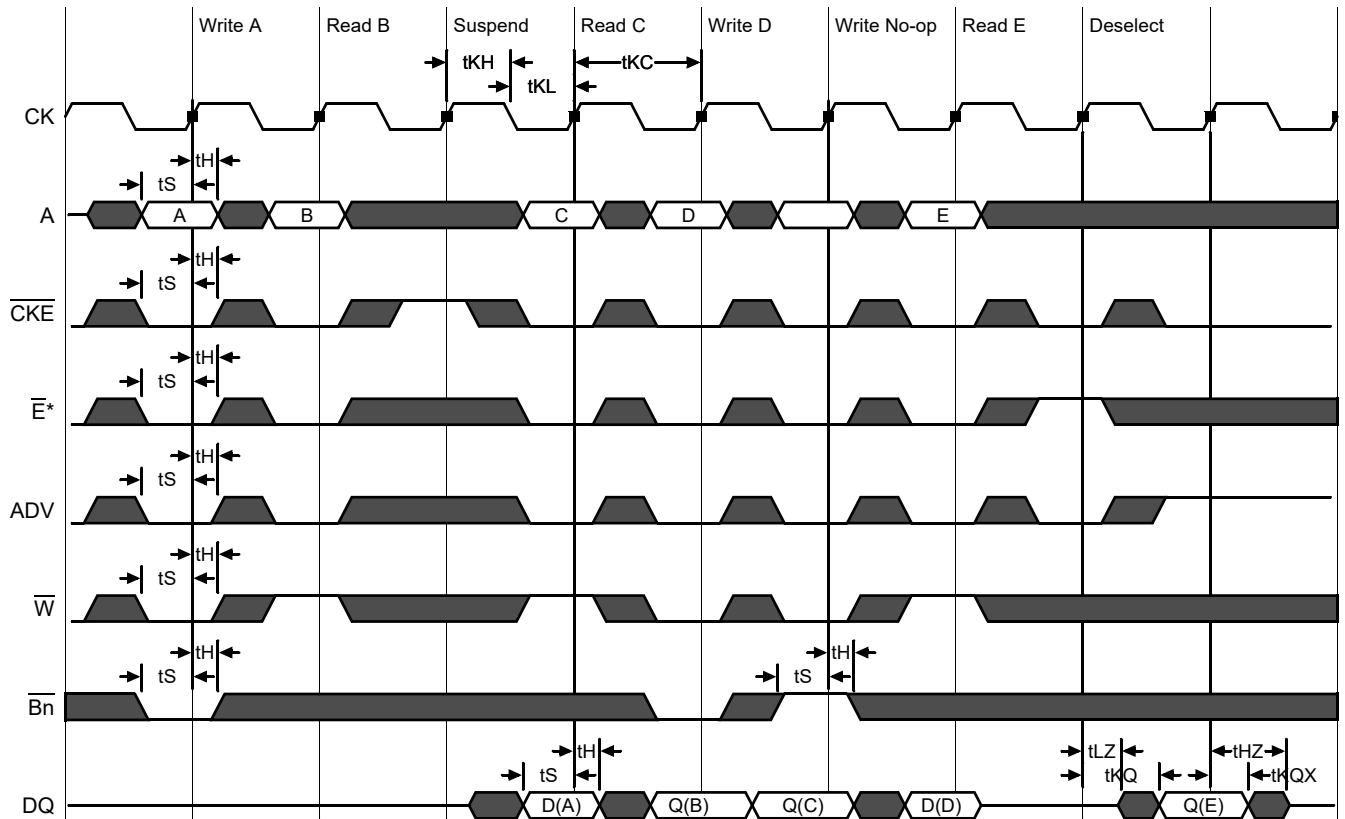 Write A Read B Suspend Read C Write D Write No-op Read E Deselect
tKH tKC
tKL
CK
tH
tS
A A B C D E
tH
tS
CKE
tH
tS
E*
tH
tS
ADV
tH
tS
W
tH tH
tS tS
Bn
tH tLZ tHZ
tS tKQ tKQX
DQ D(A) Q(B) Q(C) D(D) Q(E)